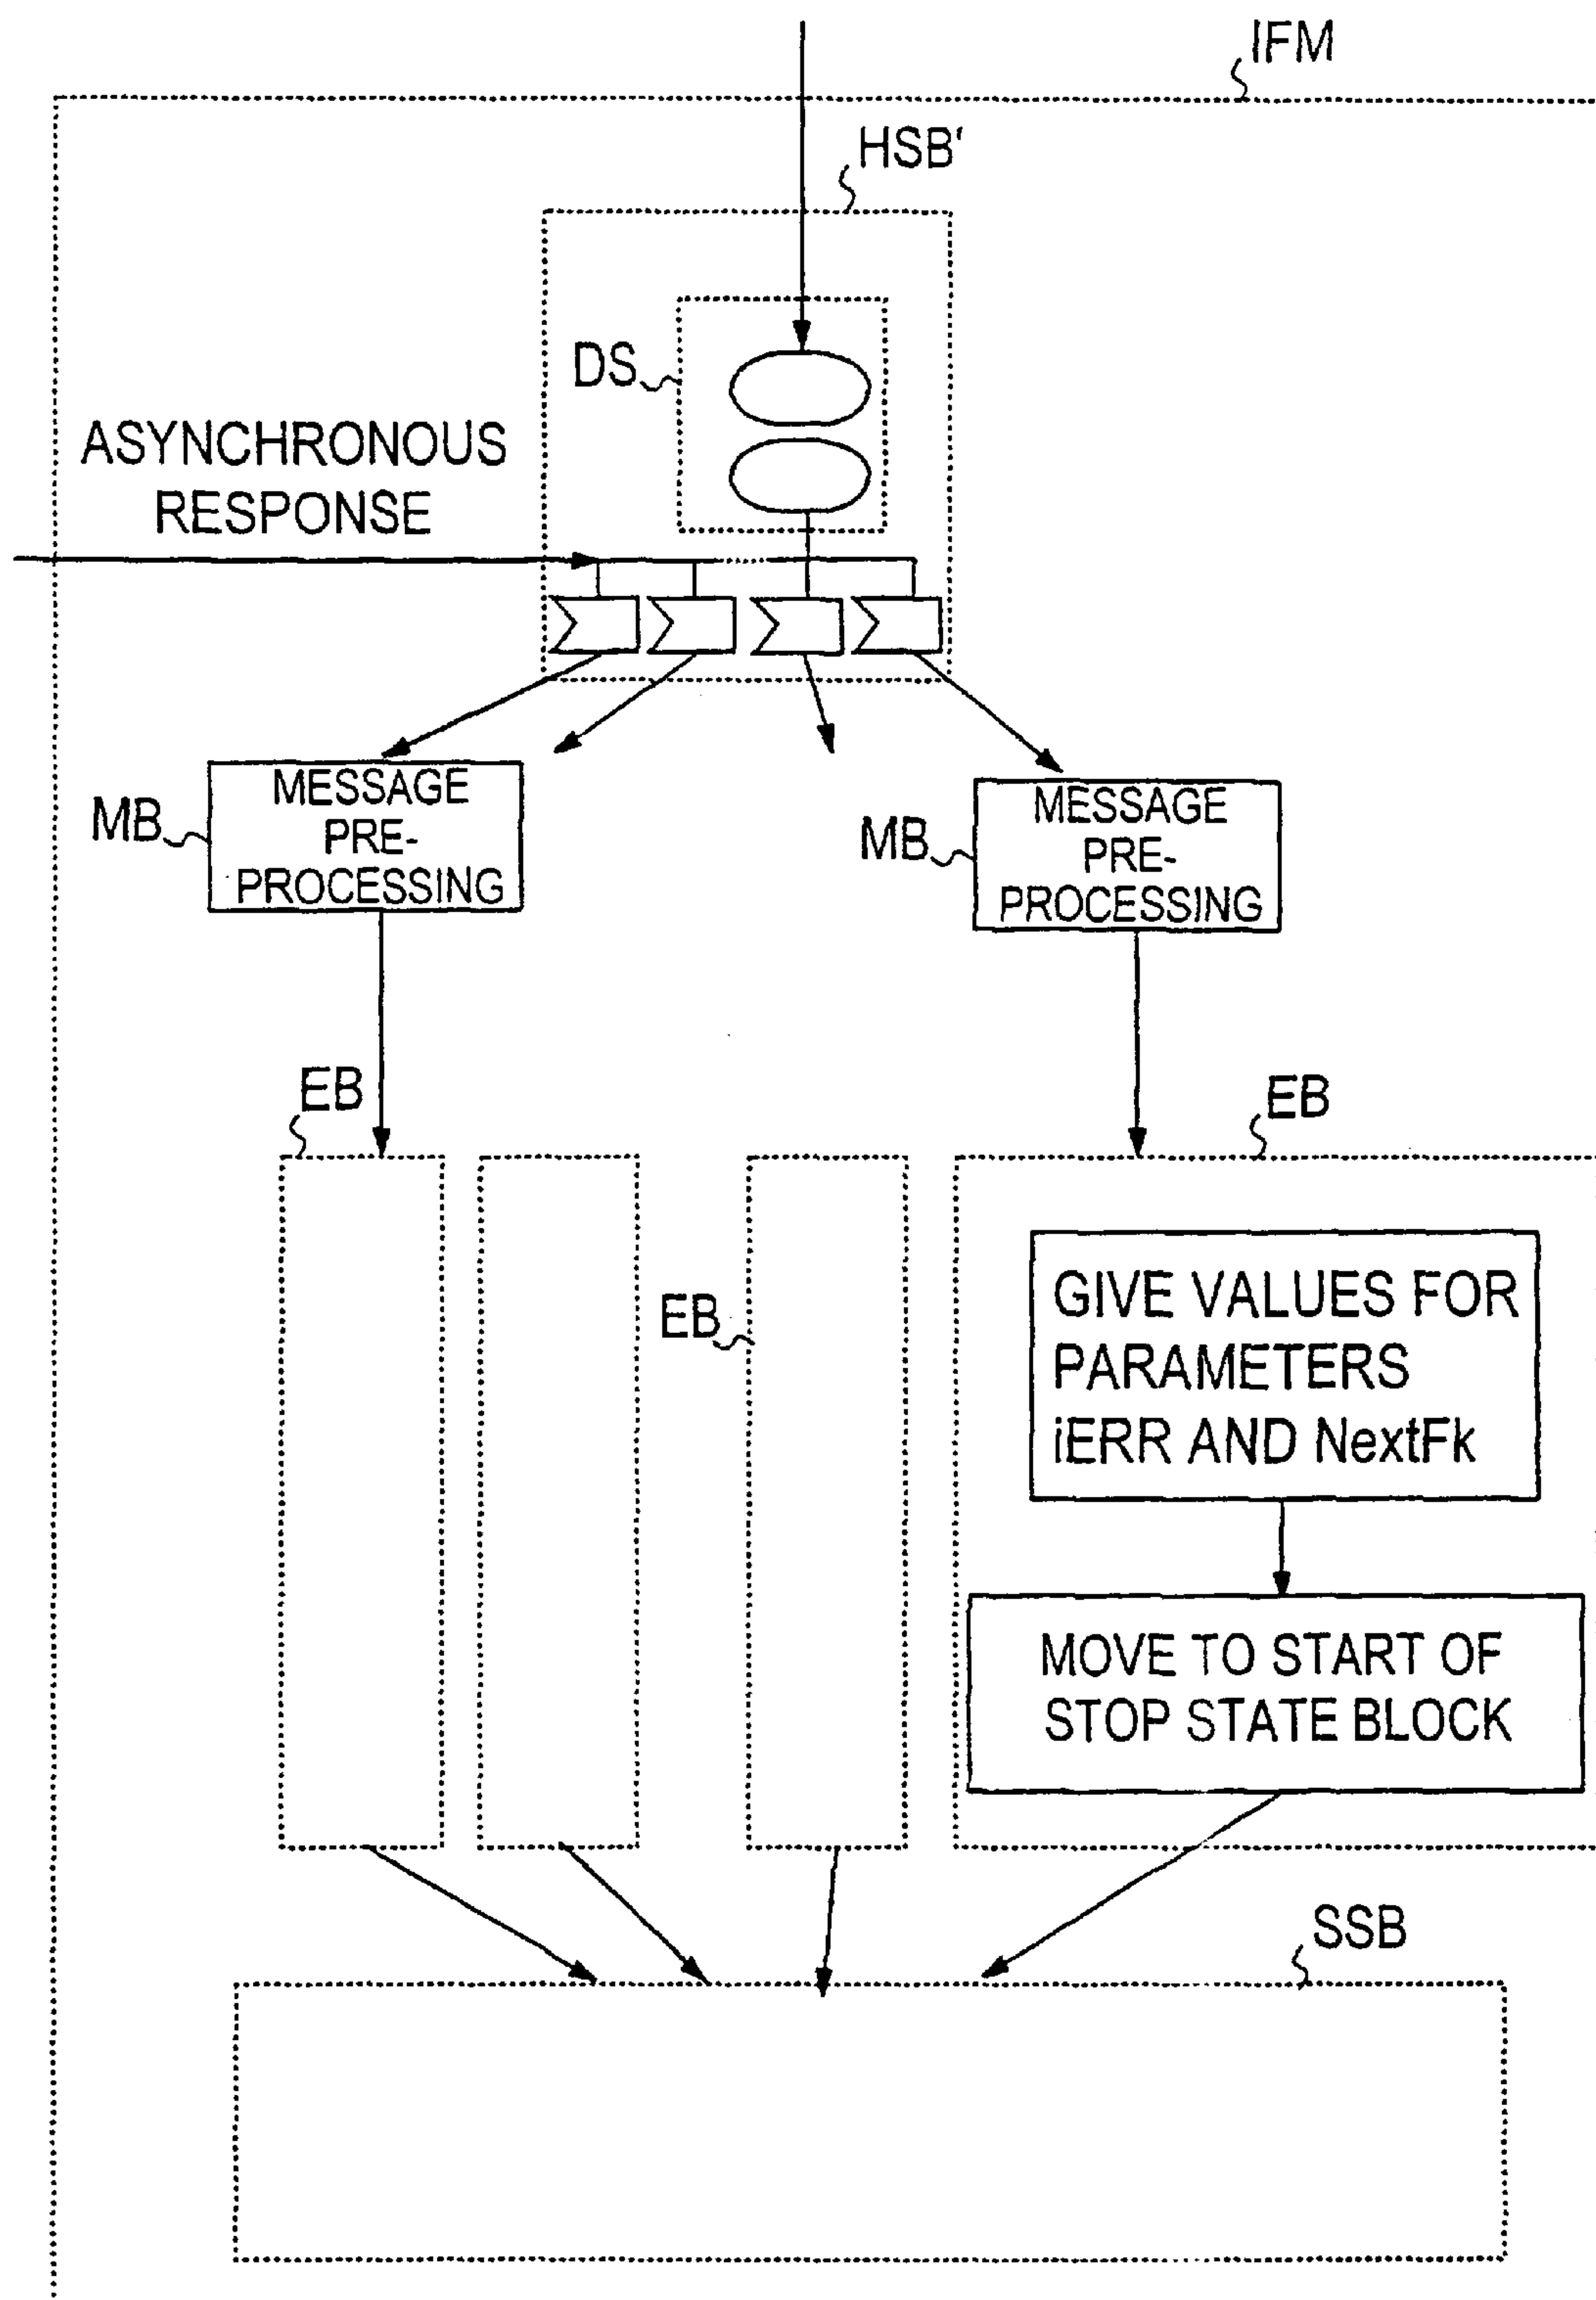 IFM
HSB'
DS
ASYNCHRONOUS
RESPONSE
MESSAGE
PRE-
PROCESSING
MB
MESSAGE
PRE-
PROCESSING
MB
EB
EB
EB
GIVE VALUES FOR
PARAMETERS
iERR AND NextFk
MOVE TO START OF
STOP STATE BLOCK
SSB